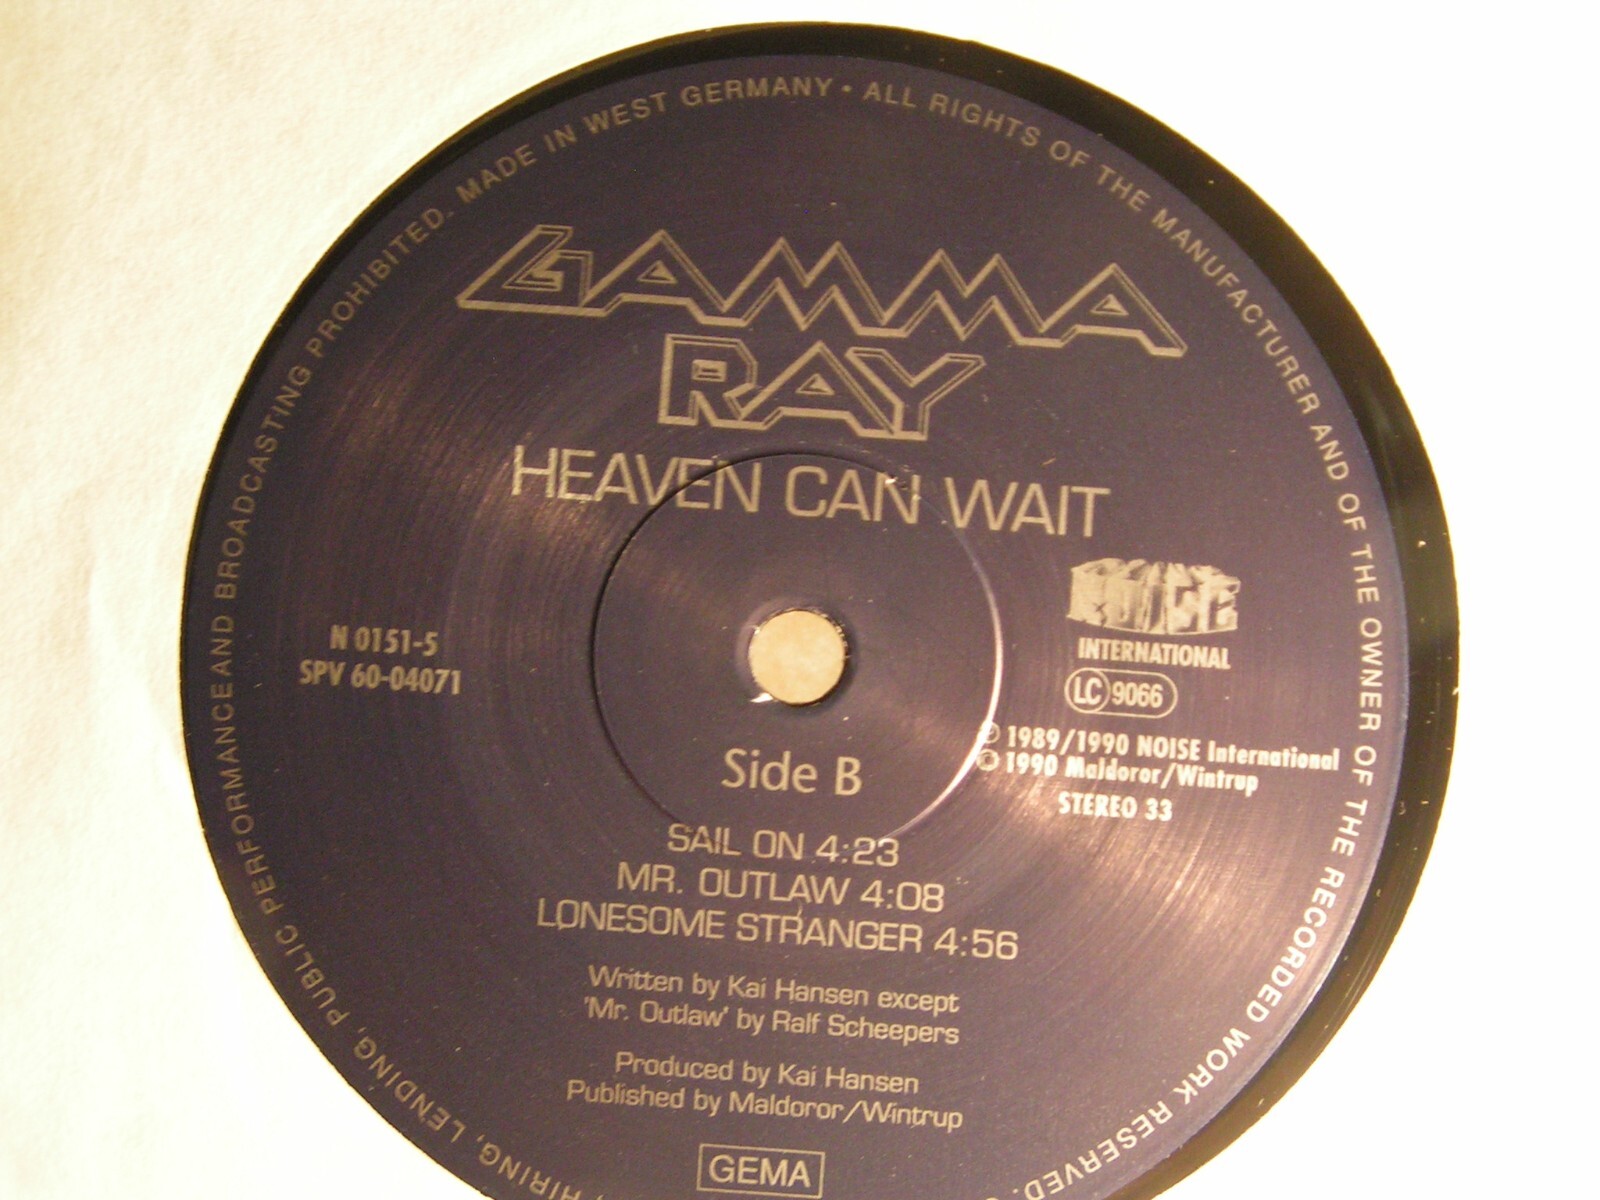 MADE IN WEST GERMANY • ALL RIGHTS OF THE MANUFACTURER AND OF THE OWNER OF THE RECORDED WORK RESERVED.
HIRING, LENDING, PUBLIC PERFORMANCE AND BROADCASTING PROHIBITED.
GAMMA
RAY
HEAVEN CAN WAIT
N 0151-5
SPV 60-04071
NOISE
INTERNATIONAL
LC 9066
℗ 1989/1990 NOISE International
© 1990 Maldoror/Wintrup
STEREO 33
Side B
SAIL ON 4:23
MR. OUTLAW 4:08
LONESOME STRANGER 4:56
Written by Kai Hansen except
'Mr. Outlaw' by Ralf Scheepers
Produced by Kai Hansen
Published by Maldoror/Wintrup
GEMA